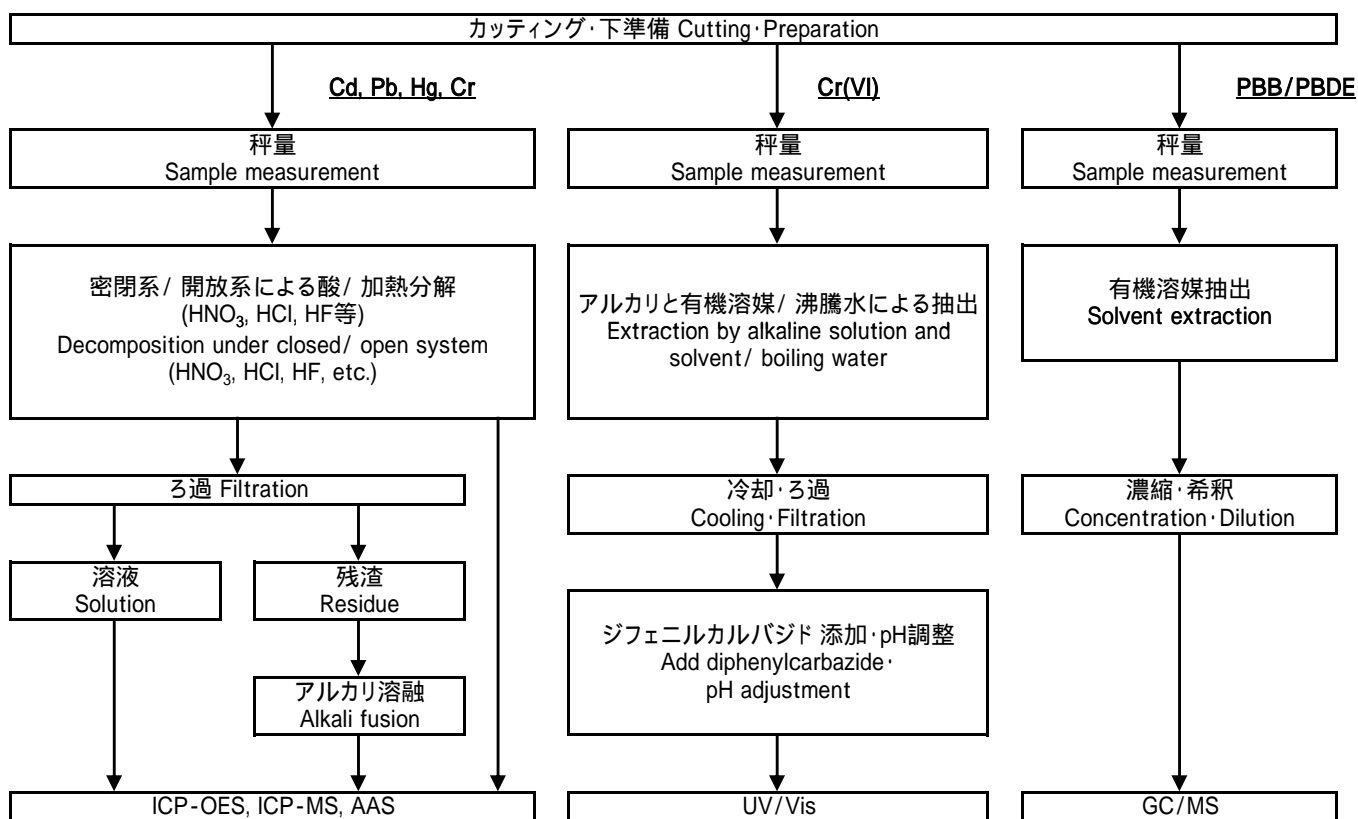 カッティング･下準備 Cutting･Preparation
Cd, Pb, Hg, Cr
Cr(VI)
PBB/PBDE
秤量
Sample measurement
秤量
Sample measurement
秤量
Sample measurement
密閉系/ 開放系による酸/ 加熱分解
(HNO₃, HCl, HF等)
Decomposition under closed/ open system
(HNO₃, HCl, HF, etc.)
アルカリと有機溶媒/ 沸騰水による抽出
Extraction by alkaline solution and
solvent/ boiling water
有機溶媒抽出
Solvent extraction
ろ過 Filtration
冷却･ろ過
Cooling･Filtration
濃縮･希釈
Concentration･Dilution
溶液
Solution
残渣
Residue
アルカリ溶融
Alkali fusion
ジフェニルカルバジド 添加･pH調整
Add diphenylcarbazide･
pH adjustment
ICP-OES, ICP-MS, AAS
UV/Vis
GC/MS